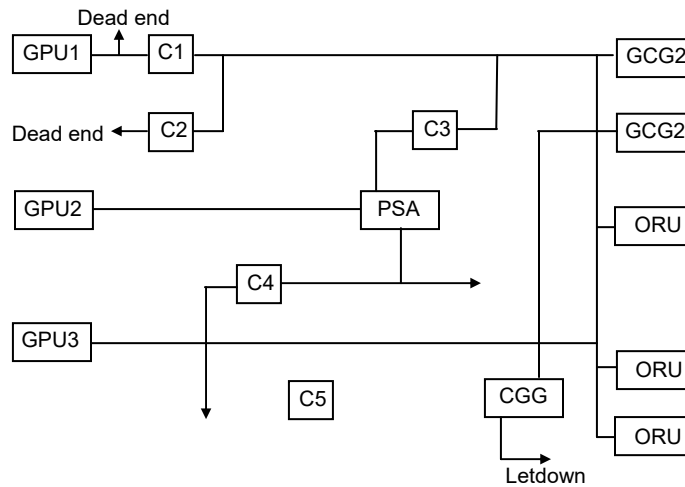 Dead end
GPU1
C1
GCG2
Dead end
C2
C3
GCG2
GPU2
PSA
ORU
C4
GPU3
ORU
C5
CGG
ORU
Letdown